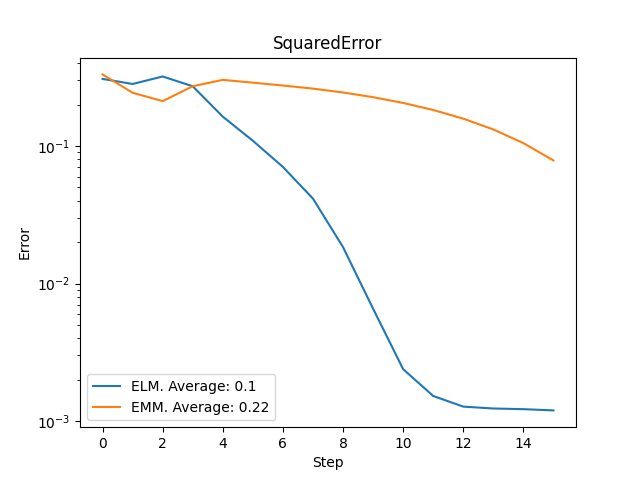 SquaredError
Error
10⁻¹
10⁻²
10⁻³
ELM. Average: 0.1
EMM. Average: 0.22
0 2 4 6 8 10 12 14
Step